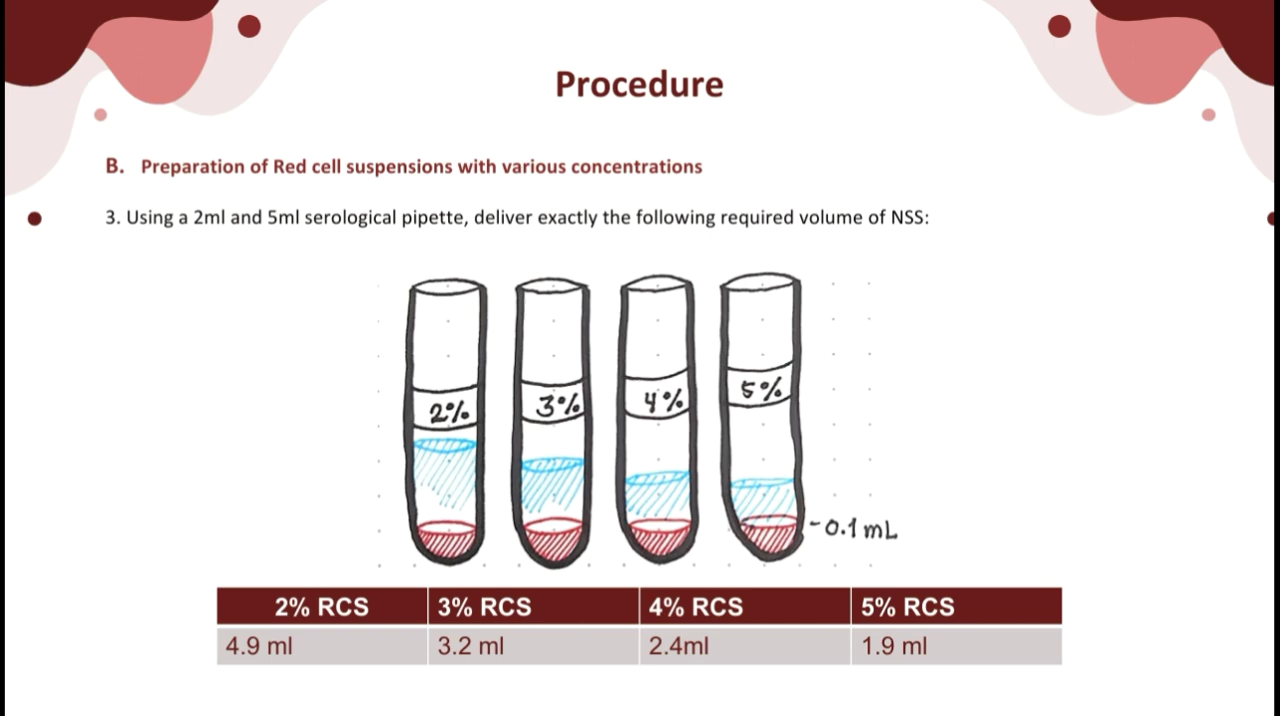 Procedure
B. Preparation of Red cell suspensions with various concentrations
3. Using a 2ml and 5ml serological pipette, deliver exactly the following required volume of NSS:
2% 3% 4% 5%
-0.1mL
2% RCS 3% RCS 4% RCS 5% RCS
4.9 ml 3.2 ml 2.4ml 1.9 ml